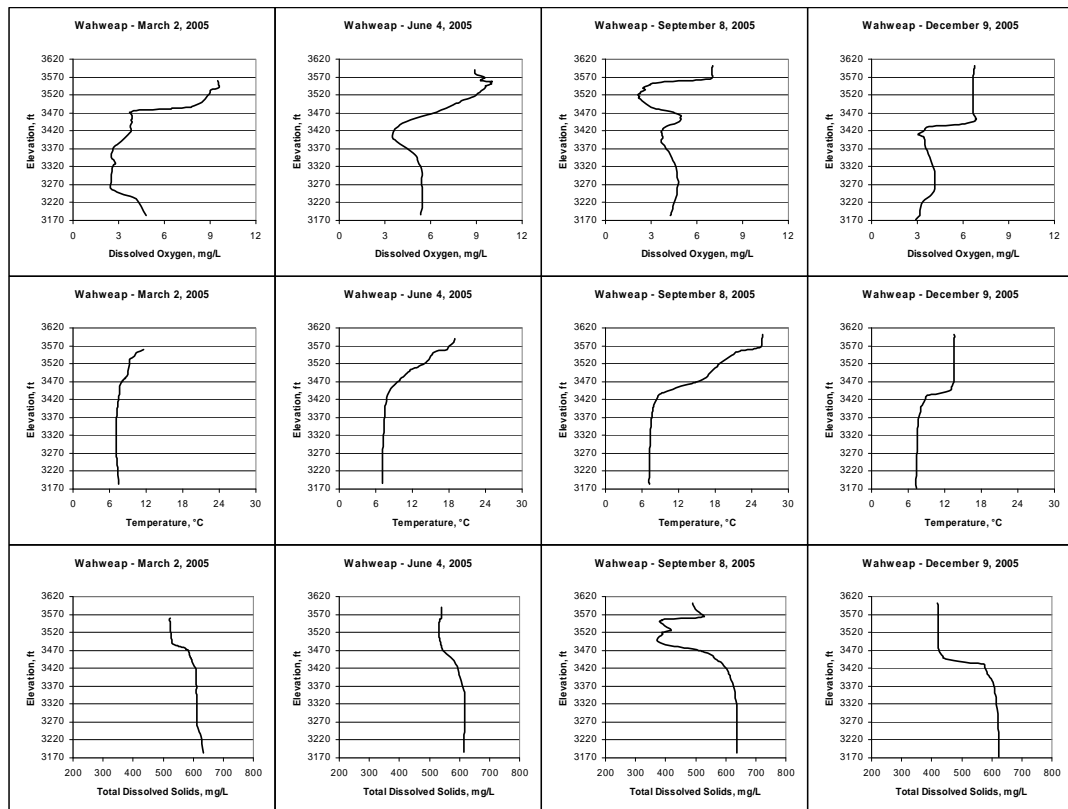 Wahweap - March 2, 2005
3620
3570
3520
3470
3420
3370
3320
3270
3220
3170
Elevation, ft
0 3 6 9 12
Dissolved Oxygen, mg/L
Wahweap - June 4, 2005
3620
3570
3520
3470
3420
3370
3320
3270
3220
3170
Elevation, ft
0 3 6 9 12
Dissolved Oxygen, mg/L
Wahweap - September 8, 2005
3620
3570
3520
3470
3420
3370
3320
3270
3220
3170
Elevation, ft
0 3 6 9 12
Dissolved Oxygen, mg/L
Wahweap - December 9, 2005
3620
3570
3520
3470
3420
3370
3320
3270
3220
3170
Elevation, ft
0 3 6 9 12
Dissolved Oxygen, mg/L
Wahweap - March 2, 2005
3620
3570
3520
3470
3420
3370
3320
3270
3220
3170
Elevation, ft
0 6 12 18 24 30
Temperature, °C
Wahweap - June 4, 2005
3620
3570
3520
3470
3420
3370
3320
3270
3220
3170
Elevation, ft
0 6 12 18 24 30
Temperature, °C
Wahweap - September 8, 2005
3620
3570
3520
3470
3420
3370
3320
3270
3220
3170
Elevation, ft
0 6 12 18 24 30
Temperature, °C
Wahweap - December 9, 2005
3620
3570
3520
3470
3420
3370
3320
3270
3220
3170
Elevation, ft
0 6 12 18 24 30
Temperature, °C
Wahweap - March 2, 2005
3620
3570
3520
3470
3420
3370
3320
3270
3220
3170
Elevation, ft
200 300 400 500 600 700 800
Total Dissolved Solids, mg/L
Wahweap - June 4, 2005
3620
3570
3520
3470
3420
3370
3320
3270
3220
3170
Elevation, ft
200 300 400 500 600 700 800
Total Dissolved Solids, mg/L
Wahweap - September 8, 2005
3620
3570
3520
3470
3420
3370
3320
3270
3220
3170
Elevation, ft
200 300 400 500 600 700 800
Total Dissolved Solids, mg/L
Wahweap - December 9, 2005
3620
3570
3520
3470
3420
3370
3320
3270
3220
3170
Elevation, ft
200 300 400 500 600 700 800
Total Dissolved Solids, mg/L